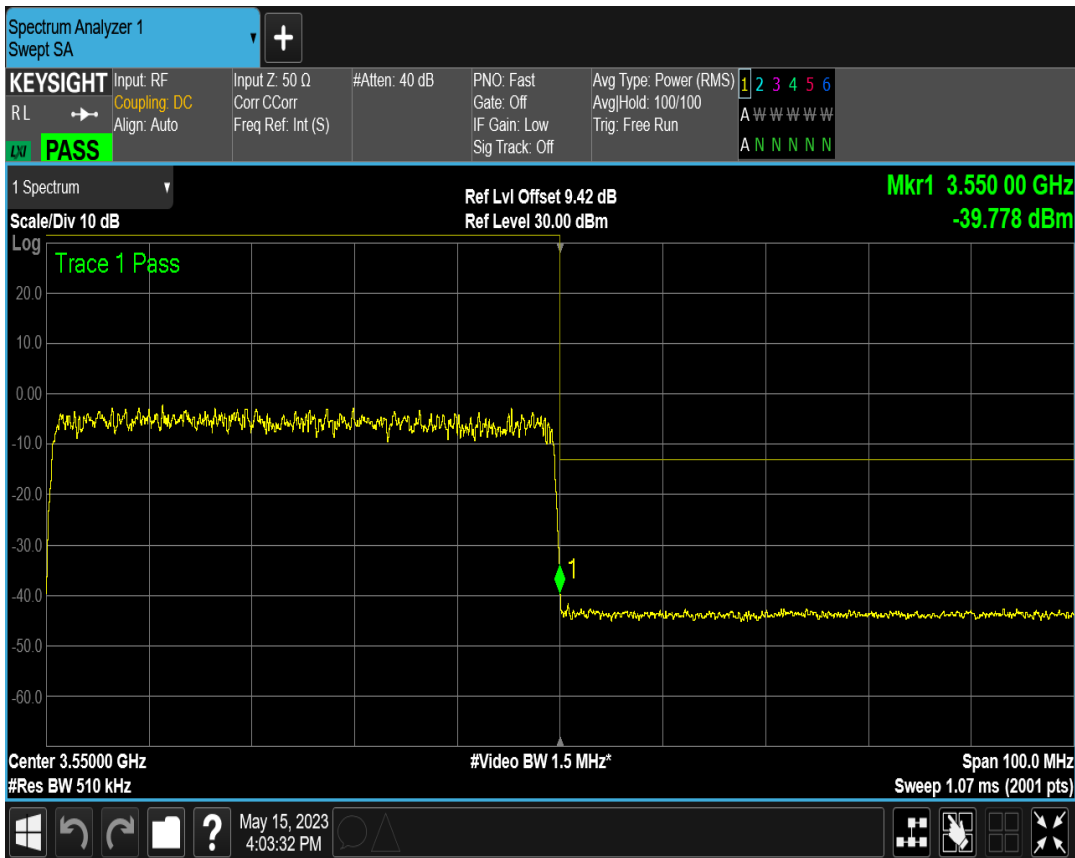 Spectrum Analyzer 1
Swept SA
+
KEYSIGHT
R L
LXI PASS
Input: RF
Coupling: DC
Align: Auto
Input Z: 50 Ω
Corr CCorr
Freq Ref: Int (S)
#Atten: 40 dB
PNO: Fast
Gate: Off
IF Gain: Low
Sig Track: Off
Avg Type: Power (RMS)
Avg|Hold: 100/100
Trig: Free Run
1 2 3 4 5 6
A W W W W W
A N N N N N
1 Spectrum
Scale/Div 10 dB
Ref Lvl Offset 9.42 dB
Ref Level 30.00 dBm
Mkr1 3.550 00 GHz
-39.778 dBm
Log
Trace 1 Pass
20.0
10.0
0.00
-10.0
-20.0
-30.0
1
-40.0
-50.0
-60.0
Center 3.55000 GHz
#Video BW 1.5 MHz*
Span 100.0 MHz
#Res BW 510 kHz
Sweep 1.07 ms (2001 pts)
?
May 15, 2023
4:03:32 PM